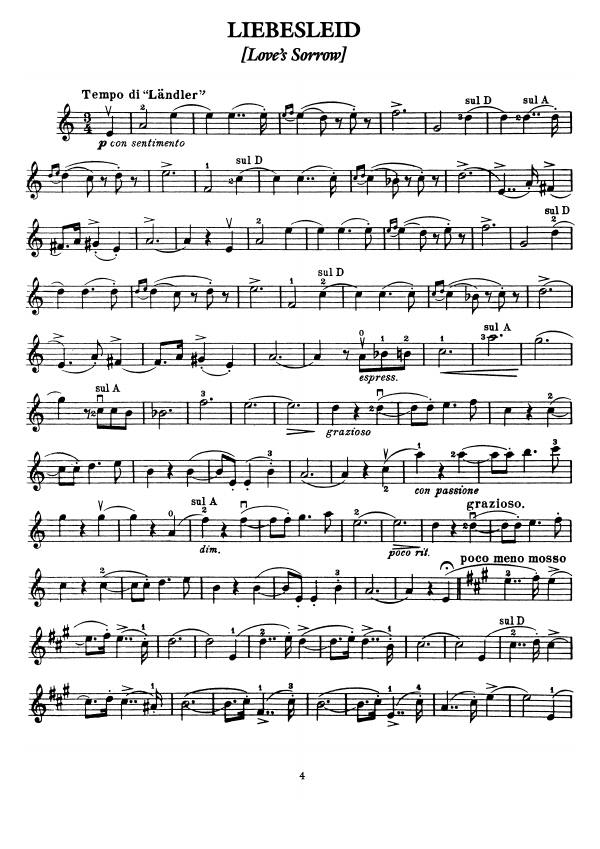 LIEBESLEID
[Love's Sorrow]
Tempo di "Ländler"
sul D sul A
p con sentimento
sul D
sul D
sul D
sul A
espress.
sul A
grazioso
con passione
sul A
grazioso.
dim.
poco rit.
poco meno mosso
sul D
4